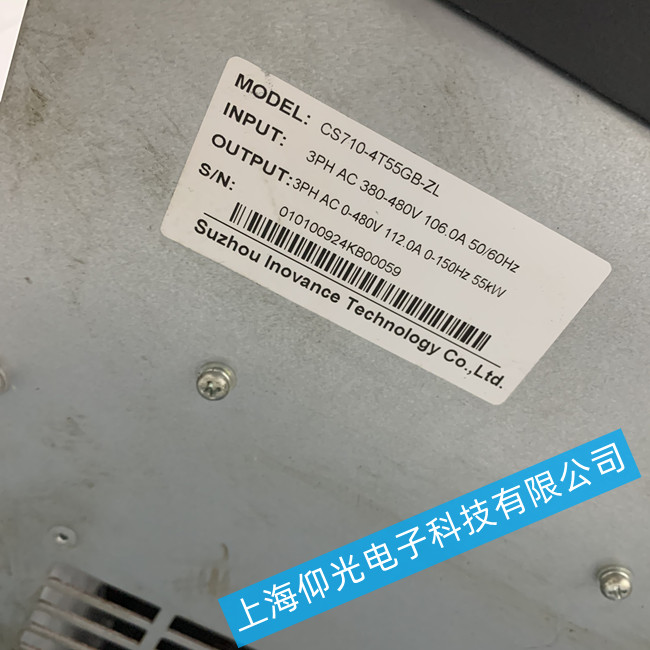 MODEL: CS710-4T55GB-ZL
INPUT: 3PH AC 380-480V 106.0A 50/60Hz
OUTPUT: 3PH AC 0-480V 112.0A 0-150Hz 55kW
S/N: 010100924KB00059
Suzhou Inovance Technology Co.,Ltd.
上海仰光电子科技有限公司